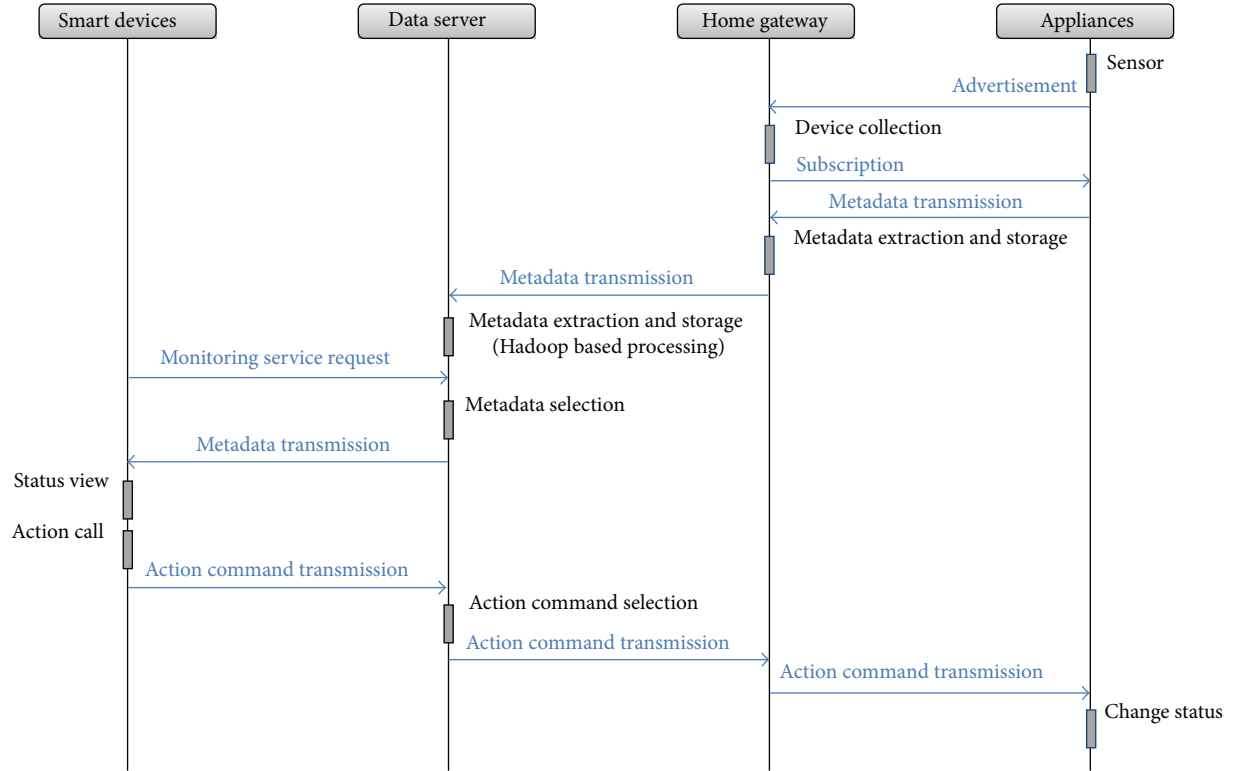 Smart devices
Data server
Home gateway
Appliances
Sensor
Advertisement
Device collection
Subscription
Metadata transmission
Metadata extraction and storage
Metadata transmission
Metadata extraction and storage
(Hadoop based processing)
Monitoring service request
Metadata selection
Metadata transmission
Status view
Action call
Action command transmission
Action command selection
Action command transmission
Action command transmission
Change status